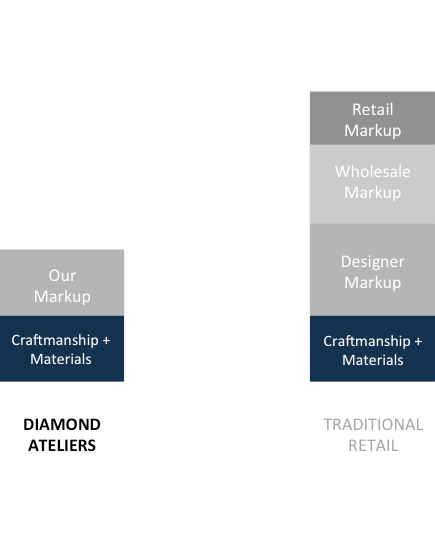 Retail
Markup
Wholesale
Markup
Designer
Markup
Craftmanship +
Materials
TRADITIONAL
RETAIL
Our
Markup
Craftmanship +
Materials
DIAMOND
ATELIERS